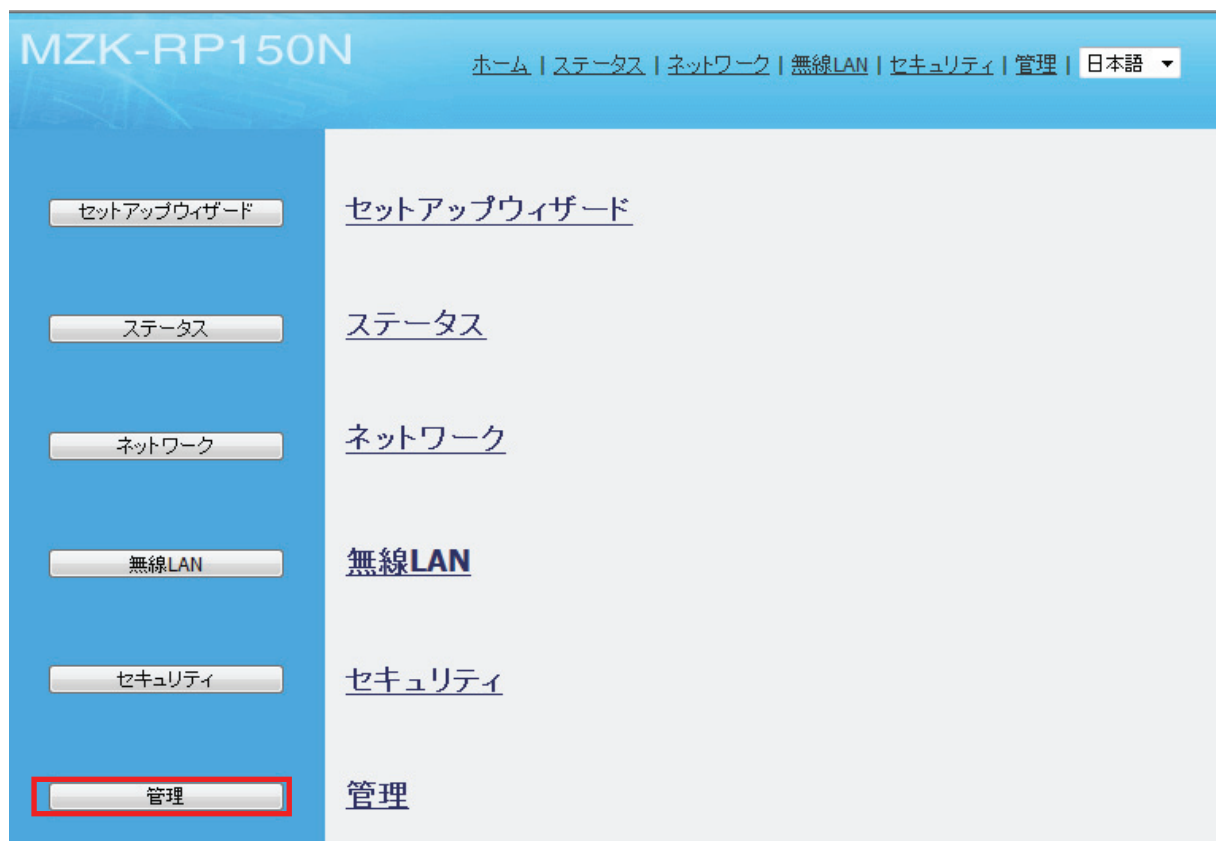 MZK-RP150N
ホーム | ステータス | ネットワーク | 無線LAN | セキュリティ | 管理 | 日本語
セットアップウィザード セットアップウィザード
ステータス ステータス
ネットワーク ネットワーク
無線LAN 無線LAN
セキュリティ セキュリティ
管理 管理